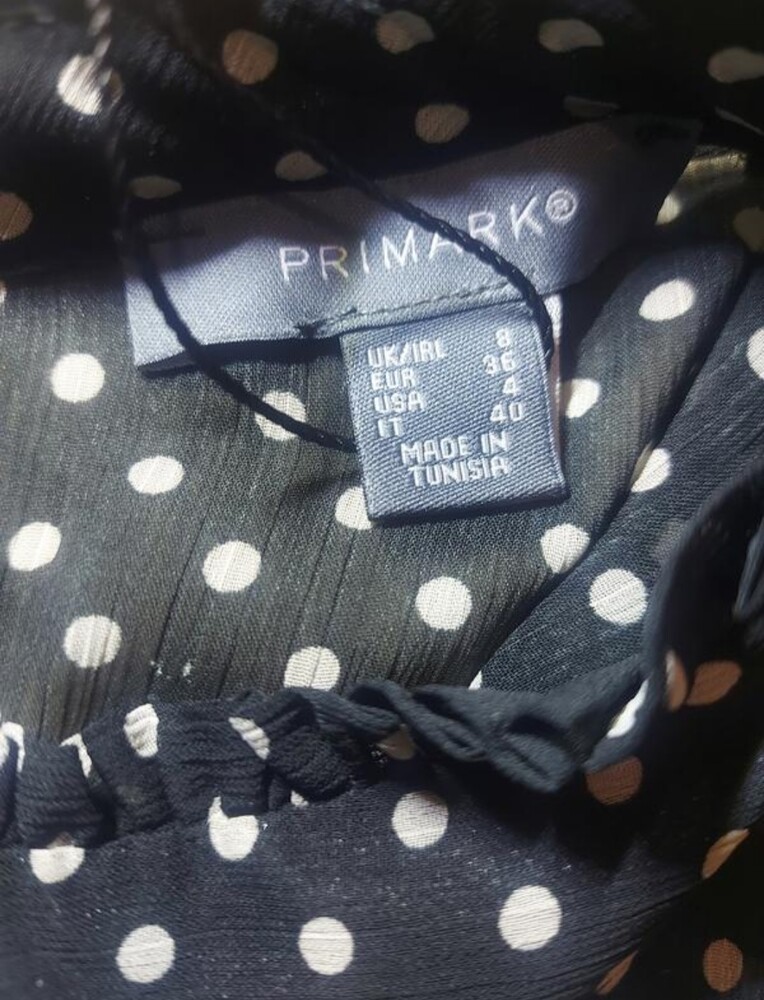 PRIMARK®
UK/IRL 8
EUR 36
USA 4
IT 40
MADE IN
TUNISIA